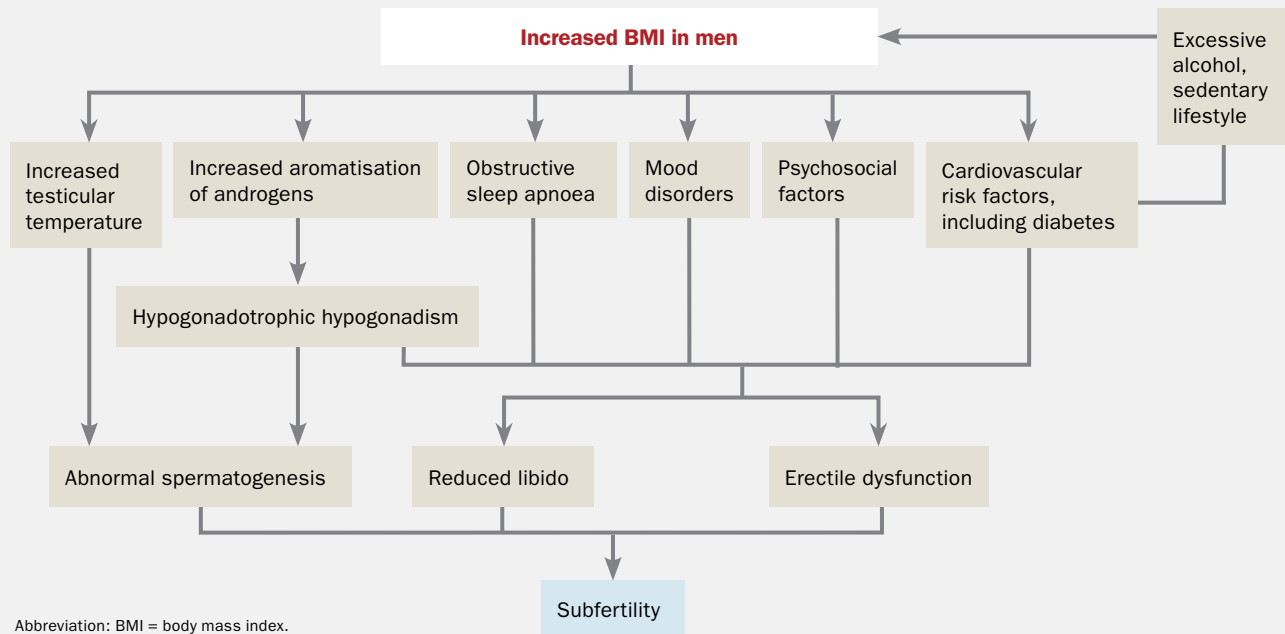 Increased BMI in men
Excessive
alcohol,
sedentary
lifestyle
Increased
testicular
temperature
Increased aromatisation
of androgens
Obstructive
sleep apnoea
Mood
disorders
Psychosocial
factors
Cardiovascular
risk factors,
including diabetes
Hypogonadotrophic hypogonadism
Abnormal spermatogenesis
Reduced libido
Erectile dysfunction
Subfertility
Abbreviation: BMI = body mass index.